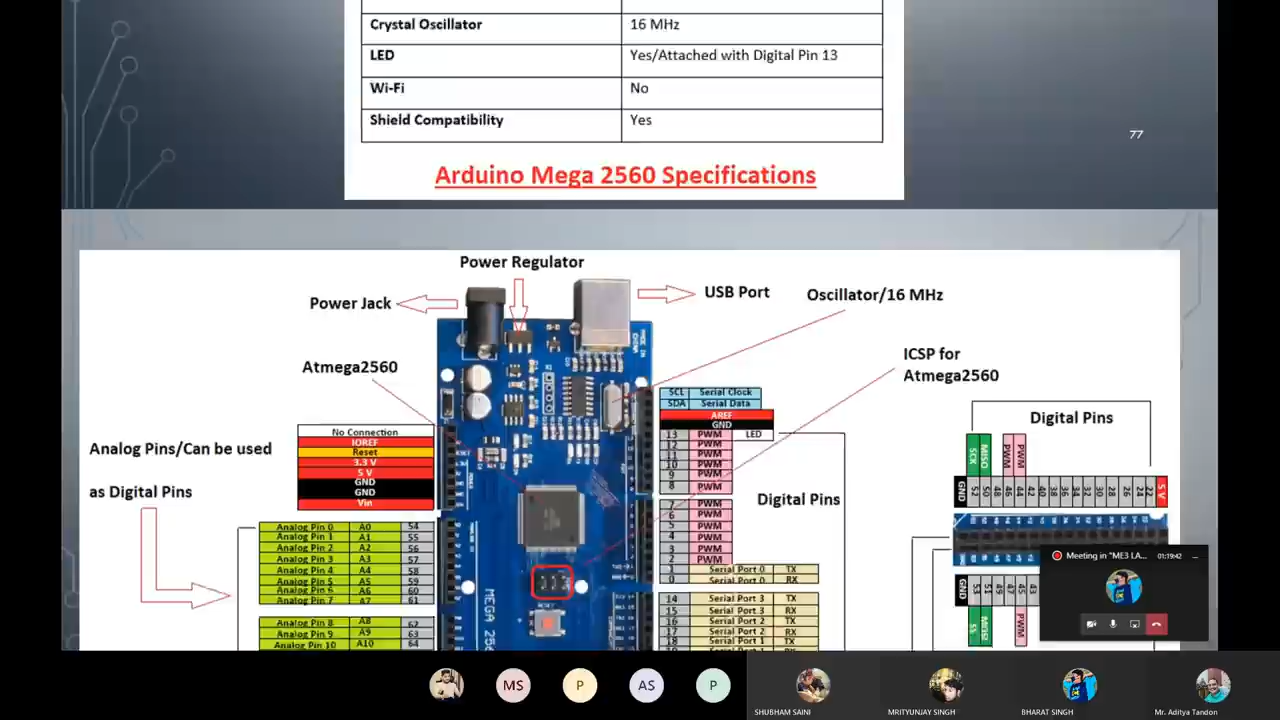 Crystal Oscillator 16 MHz
LED Yes/Attached with Digital Pin 13
Wi-Fi No
Shield Compatibility Yes
77
Arduino Mega 2560 Specifications
Power Regulator
Power Jack
USB Port
Oscillator/16 MHz
Atmega2560
ICSP for
Atmega2560
Analog Pins/Can be used
as Digital Pins
No Connection
IOREF
Reset
3.3 V
5 V
GND
GND
Vin
Analog Pin 0 A0 54
Analog Pin 1 A1 55
Analog Pin 2 A2 56
Analog Pin 3 A3 57
Analog Pin 4 A4 58
Analog Pin 5 A5 59
Analog Pin 6 A6 60
Analog Pin 7 A7 61
Analog Pin 8 A8 62
Analog Pin 9 A9 63
Analog Pin 10 A10 64
RESET
SCL Serial Clock
SDA Serial Data
AREF
GND
13 PWM LED
12 PWM
11 PWM
10 PWM
9 PWM
8 PWM
7 PWM
6 PWM
5 PWM
4 PWM
3 PWM
2 PWM
1 Serial Port 0 TX
0 Serial Port 0 RX
14 Serial Port 3 TX
15 Serial Port 3 RX
16 Serial Port 2 TX
17 Serial Port 2 RX
18 Serial Port 1 TX
Digital Pins
Digital Pins
SCK MISO PWM PWM
GND 52 50 48 46 44 42 40 38 36 34 32 30 28 26 24 22 5V
GND 53 51 49 47 45 43
SS MOSI PWM
MEGA 256
Meeting in "ME3 LA... 01:19:42
MS
P
AS
P
SHUBHAM SAINI
MRITYUNJAY SINGH
BHARAT SINGH
Mr. Aditya Tandon